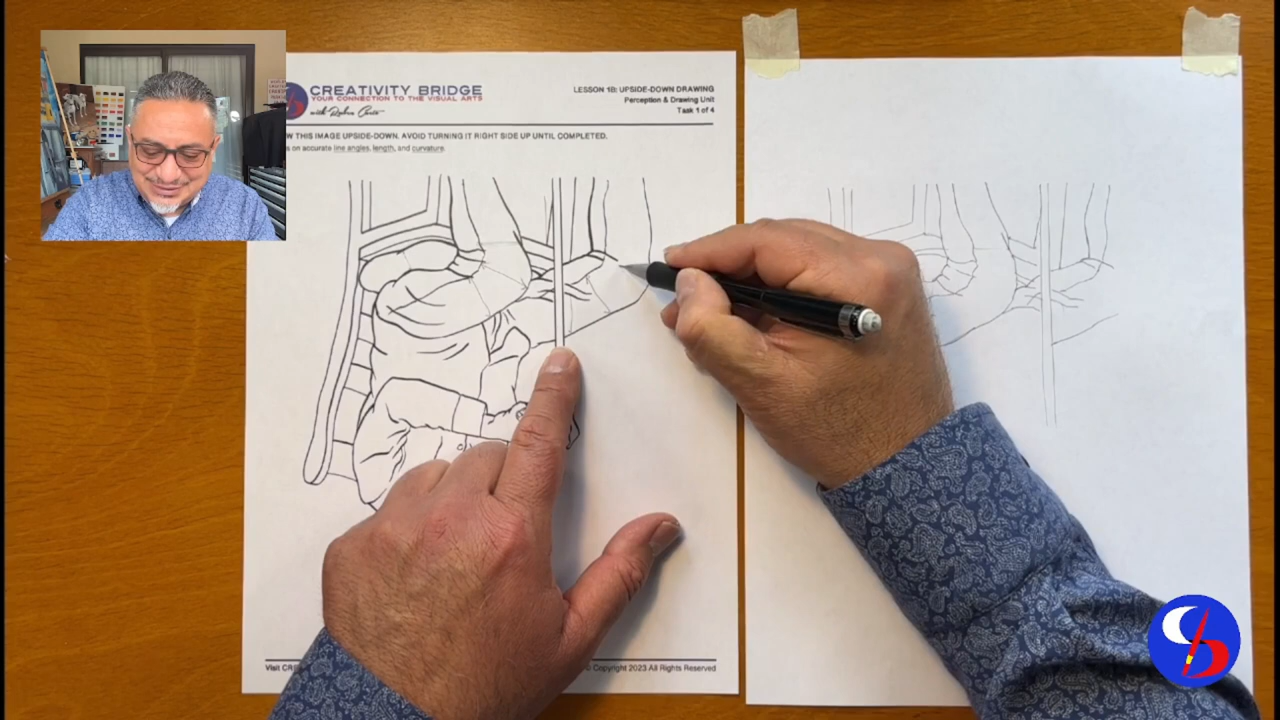 CREATIVITY BRIDGE
YOUR CONNECTION TO THE VISUAL ARTS
LESSON 1B: UPSIDE-DOWN DRAWING
Perception & Drawing Unit
Task 1 of 4
THIS IMAGE UPSIDE-DOWN. AVOID TURNING IT RIGHT SIDE UP UNTIL COMPLETED.
on accurate line angles, length, and curvature.
Copyright 2023 All Rights Reserved